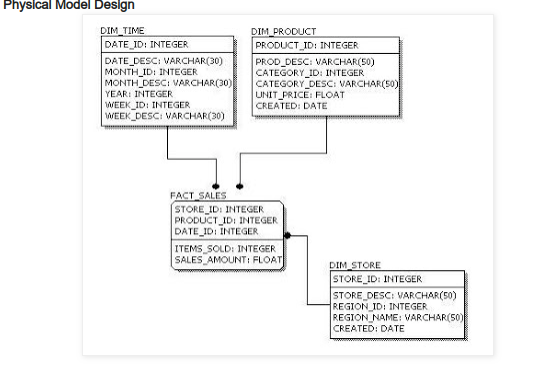 Physical Model Design
DIM_TIME
DATE_ID: INTEGER
DATE_DESC: VARCHAR(30)
MONTH_ID: INTEGER
MONTH_DESC: VARCHAR(30)
YEAR: INTEGER
WEEK_ID: INTEGER
WEEK_DESC: VARCHAR(30)
DIM_PRODUCT
PRODUCT_ID: INTEGER
PROD_DESC: VARCHAR(50)
CATEGORY_ID: INTEGER
CATEGORY_DESC: VARCHAR(50)
UNIT_PRICE: FLOAT
CREATED: DATE
FACT_SALES
STORE_ID: INTEGER
PRODUCT_ID: INTEGER
DATE_ID: INTEGER
ITEMS_SOLD: INTEGER
SALES_AMOUNT: FLOAT
DIM_STORE
STORE_ID: INTEGER
STORE_DESC: VARCHAR(50)
REGION_ID: INTEGER
REGION_NAME: VARCHAR(50)
CREATED: DATE